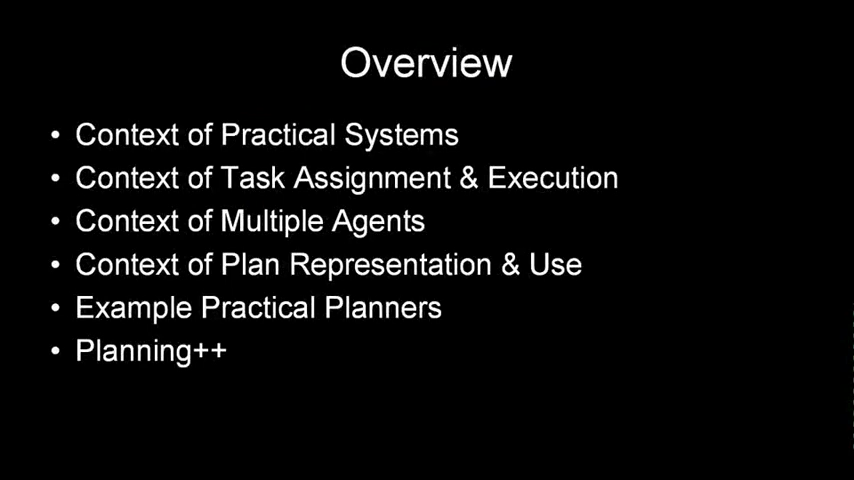 Overview
• Context of Practical Systems
• Context of Task Assignment & Execution
• Context of Multiple Agents
• Context of Plan Representation & Use
• Example Practical Planners
• Planning++